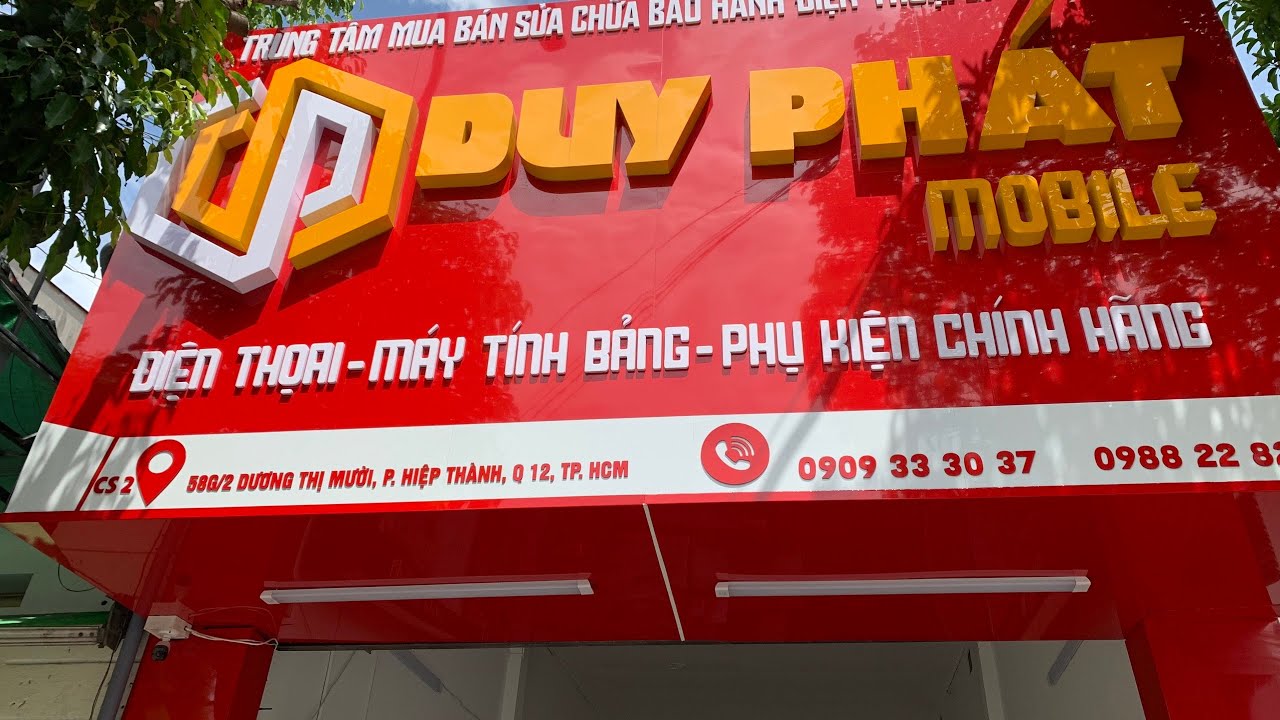 TRUNG TÂM MUA BÁN SỬA CHỮA BẢO HÀNH ĐIỆN
DUY PHÁT
MOBILE
ĐIỆN THOẠI - MÁY TÍNH BẢNG - PHỤ KIỆN CHÍNH HÃNG
CS 2 58G/2 DƯƠNG THỊ MƯỜI, P. HIỆP THÀNH, Q 12, TP. HCM 0909 33 30 37 0988 22 82